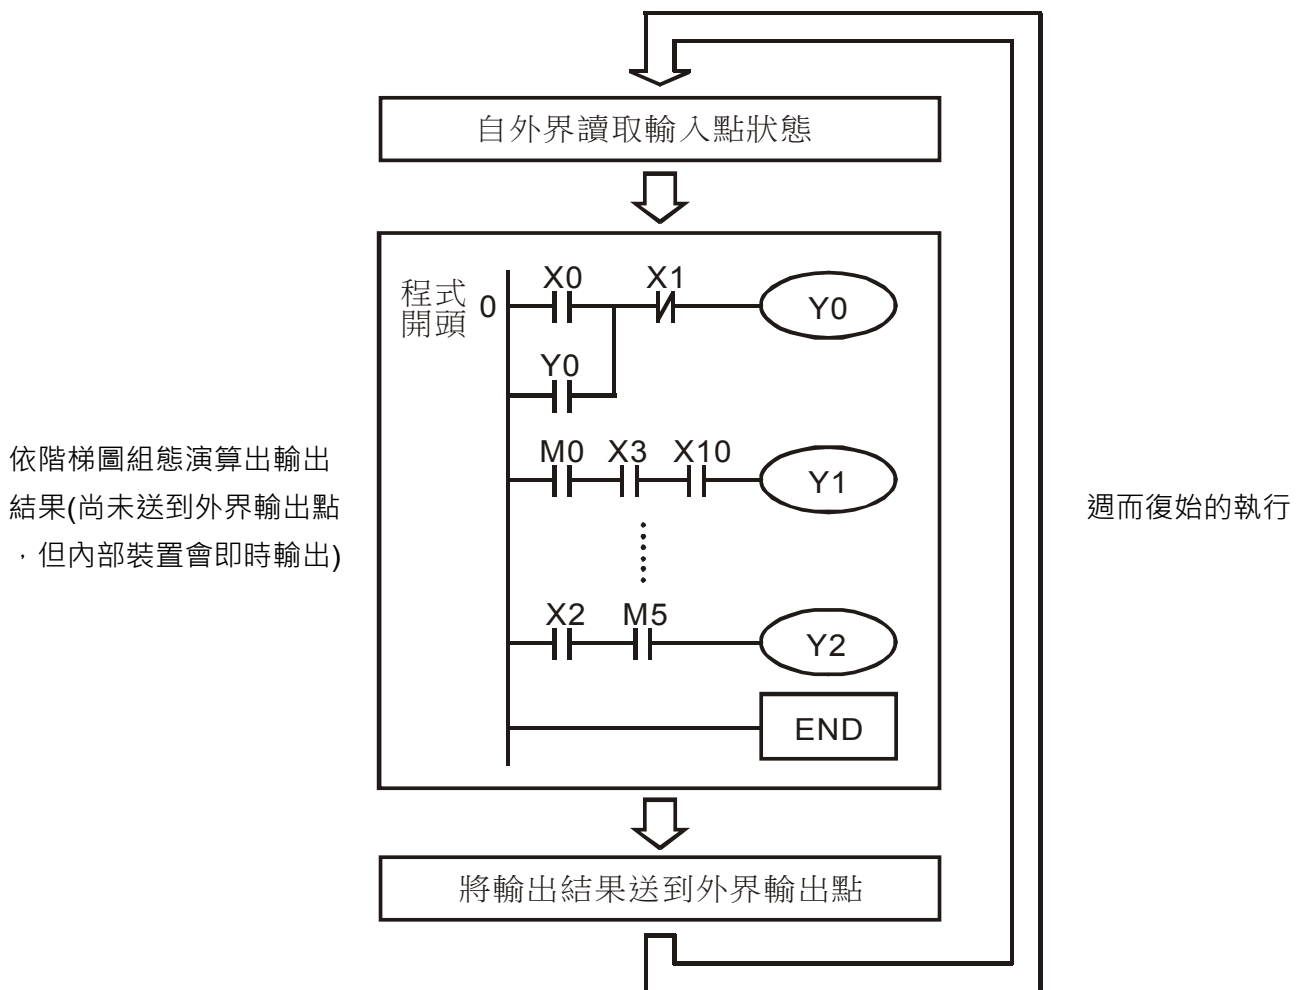 自外界讀取輸入點狀態
程式
開頭
0
X0
X1
Y0
Y0
M0
X3
X10
Y1
X2
M5
Y2
END
依階梯圖組態演算出輸出
結果(尚未送到外界輸出點
，但內部裝置會即時輸出)
週而復始的執行
將輸出結果送到外界輸出點